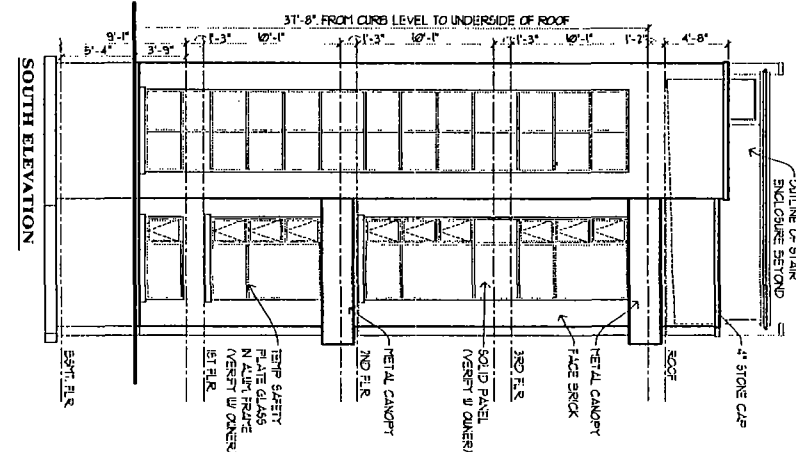 37'-8" FROM CURB LEVEL TO UNDERSIDE OF ROOF
9'-1"
5'-4"
3'-9"
1'-3"
10'-1"
1'-3"
10'-1"
1'-3"
10'-1"
1'-2"
4'-8"
OUTLINE OF STAIR
ENCLOSURE BEYOND
4" STONE CAP
ROOF
METAL CANOPY
FACE BRICK
3RD FLR
SOLID PANEL
(VERIFY W/ OWNER)
2ND FLR
METAL CANOPY
TEMP SAFETY
PLATE GLASS
IN ALUM. FRAME
(VERIFY W/ OWNER)
1ST FLR
BSMT. FLR
SOUTH ELEVATION